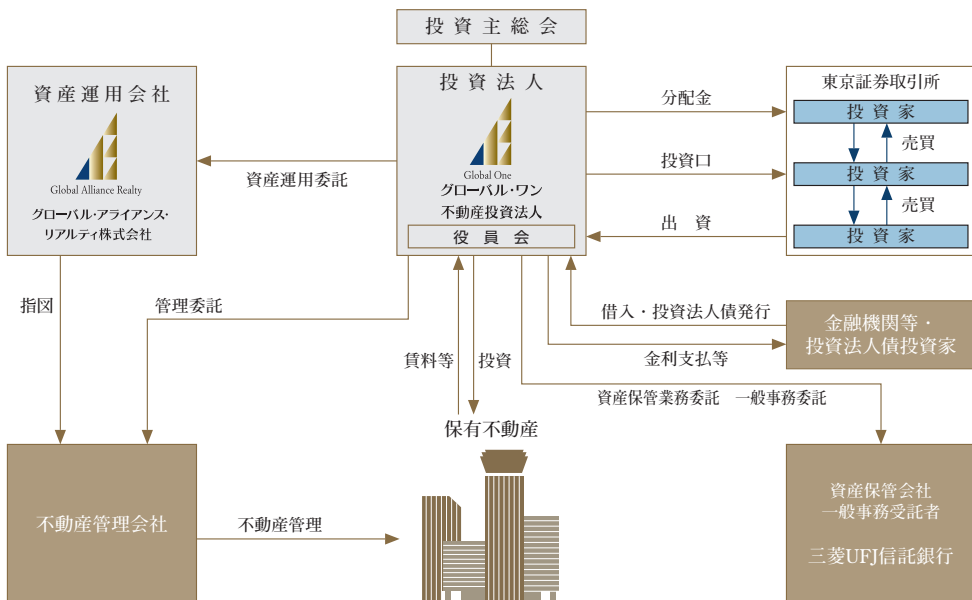 投資主総会
資産運用会社
Global Alliance Realty
グローバル・アライアンス・
リアルティ株式会社
投資法人
Global One
グローバル・ワン
不動産投資法人
役員会
東京証券取引所
投資家
売買
投資家
売買
投資家
分配金
投資口
出資
資産運用委託
指図
管理委託
賃料等
投資
借入・投資法人債発行
金利支払等
金融機関等・
投資法人債投資家
資産保管業務委託 一般事務委託
保有不動産
不動産管理会社
不動産管理
資産保管会社
一般事務受託者
三菱UFJ信託銀行